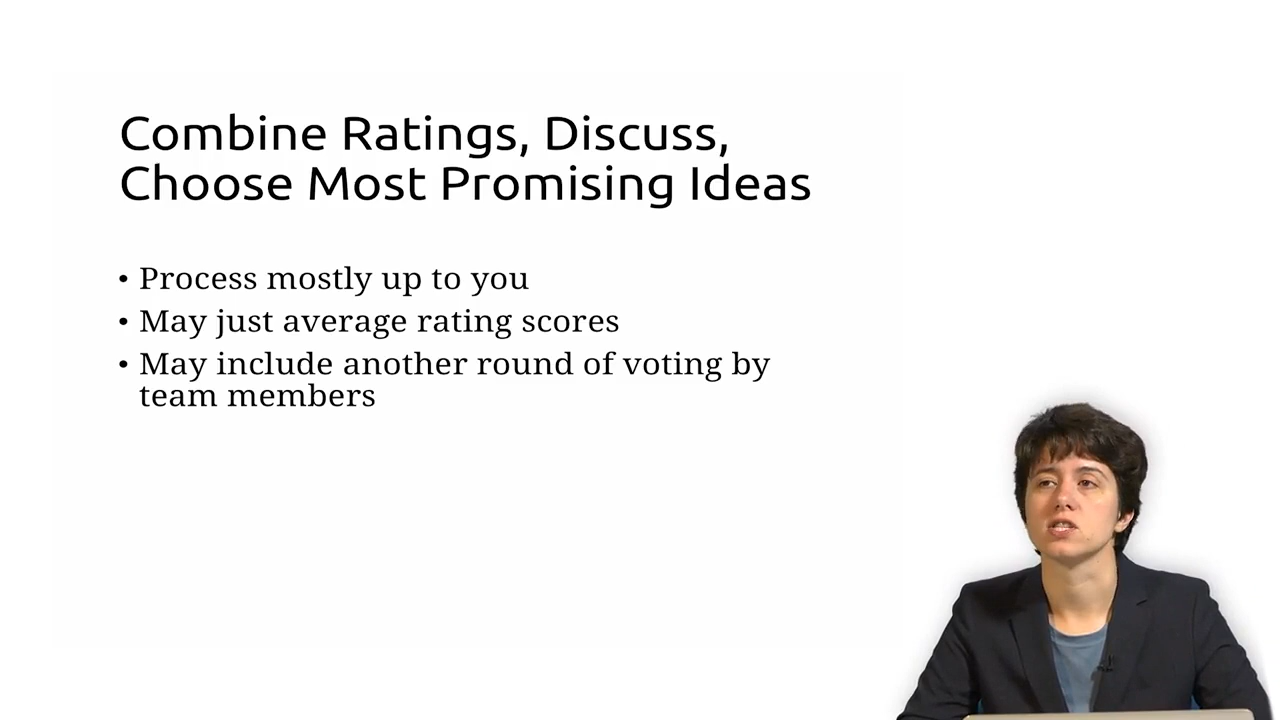 Combine Ratings, Discuss,
Choose Most Promising Ideas
• Process mostly up to you
• May just average rating scores
• May include another round of voting by
team members